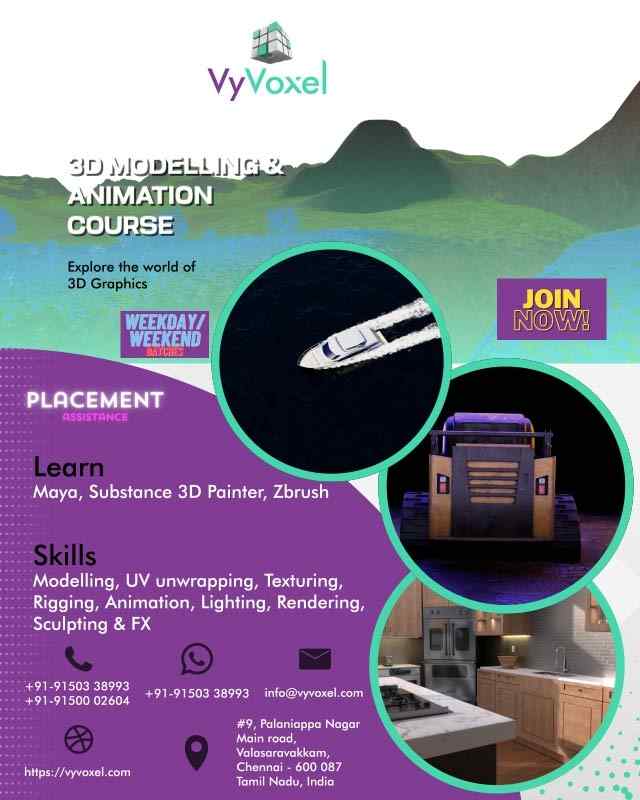 VyVoxel
3D MODELLING &
ANIMATION
COURSE
Explore the world of
3D Graphics
WEEKDAY/
WEEKEND
BATCHES
JOIN
NOW!
PLACEMENT
ASSISTANCE
Learn
Maya, Substance 3D Painter, Zbrush
Skills
Modelling, UV unwrapping, Texturing,
Rigging, Animation, Lighting, Rendering,
Sculpting & FX
+91-91503 38993
+91-91500 02604
+91-91503 38993
info@vyvoxel.com
https://vyvoxel.com
#9, Palaniappa Nagar
Main road,
Valasaravakkam,
Chennai - 600 087
Tamil Nadu, India